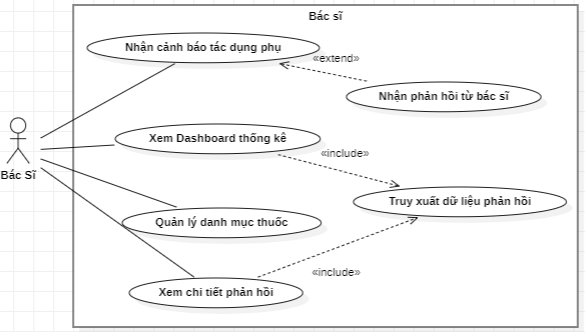 Bác sĩ
Nhận cảnh báo tác dụng phụ
«extend»
Nhận phản hồi từ bác sĩ
Xem Dashboard thống kê
«include»
Bác Sĩ
Truy xuất dữ liệu phản hồi
Quản lý danh mục thuốc
«include»
Xem chi tiết phản hồi